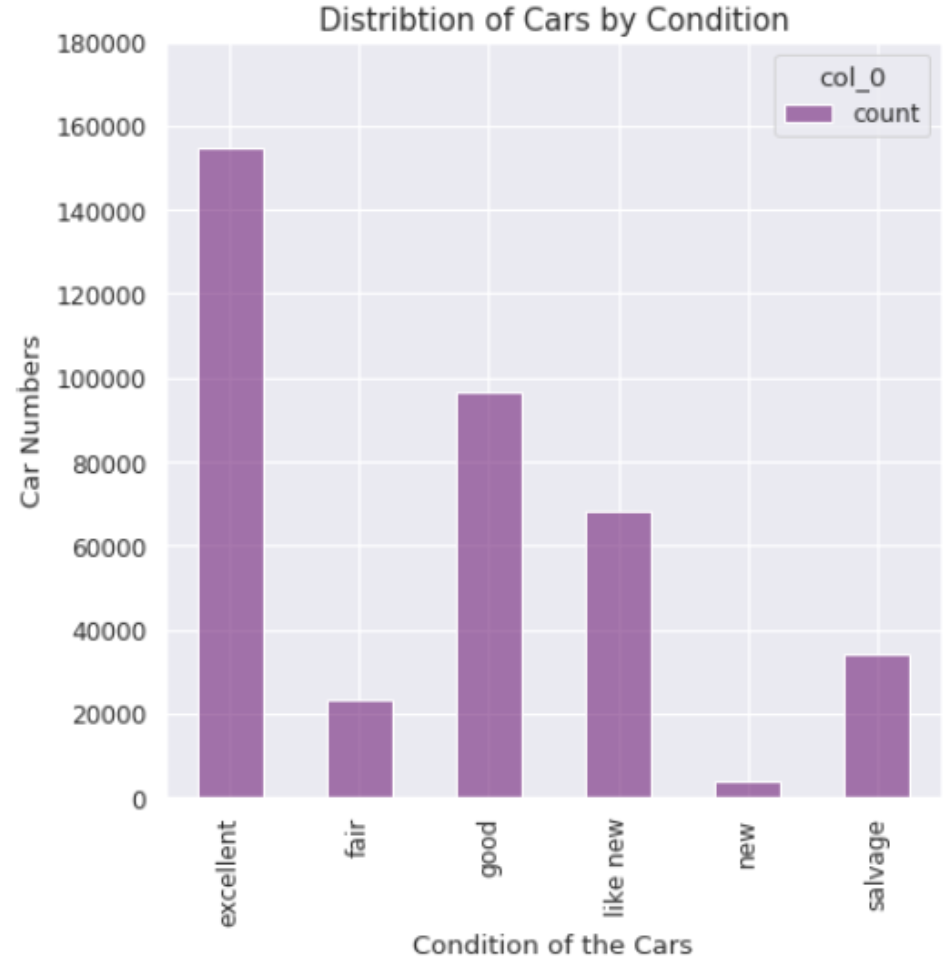 Distribtion of Cars by Condition
col_0
count
180000
160000
140000
120000
100000
80000
60000
40000
20000
0
Car Numbers
excellent
fair
good
like new
new
salvage
Condition of the Cars